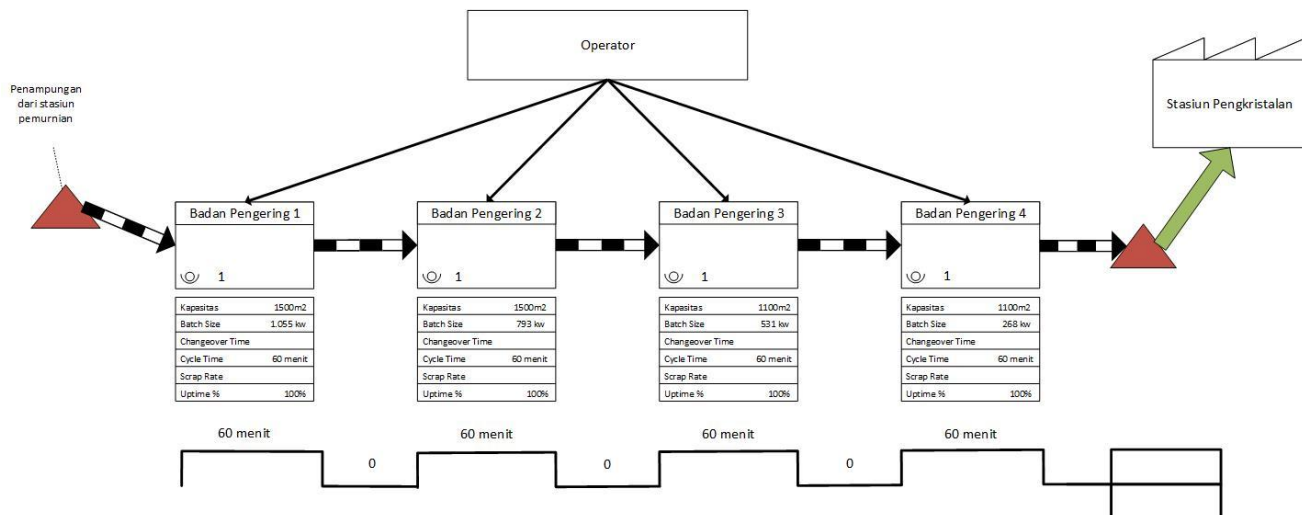 Operator
Penampungan
dari stasiun
pemurnian
Stasiun Pengkristalan
Badan Pengering 1
1
Kapasitas 1500m2
Batch Size 1.055 kw
Changeover Time
Cycle Time 60 menit
Scrap Rate
Uptime % 100%
Badan Pengering 2
1
Kapasitas 1500m2
Batch Size 793 kw
Changeover Time
Cycle Time 60 menit
Scrap Rate
Uptime % 100%
Badan Pengering 3
1
Kapasitas 1100m2
Batch Size 531 kw
Changeover Time
Cycle Time 60 menit
Scrap Rate
Uptime % 100%
Badan Pengering 4
1
Kapasitas 1100m2
Batch Size 268 kw
Changeover Time
Cycle Time 60 menit
Scrap Rate
Uptime % 100%
60 menit
0
60 menit
0
60 menit
0
60 menit